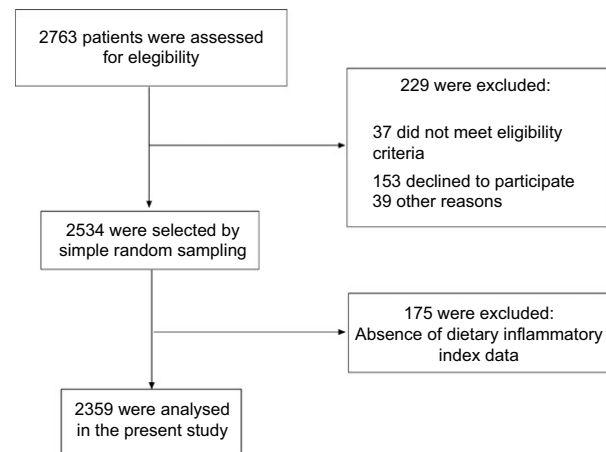 2763 patients were assessed
for elegibility
229 were excluded:
37 did not meet eligibility
criteria
153 declined to participate
39 other reasons
2534 were selected by
simple random sampling
175 were excluded:
Absence of dietary inflammatory
index data
2359 were analysed
in the present study